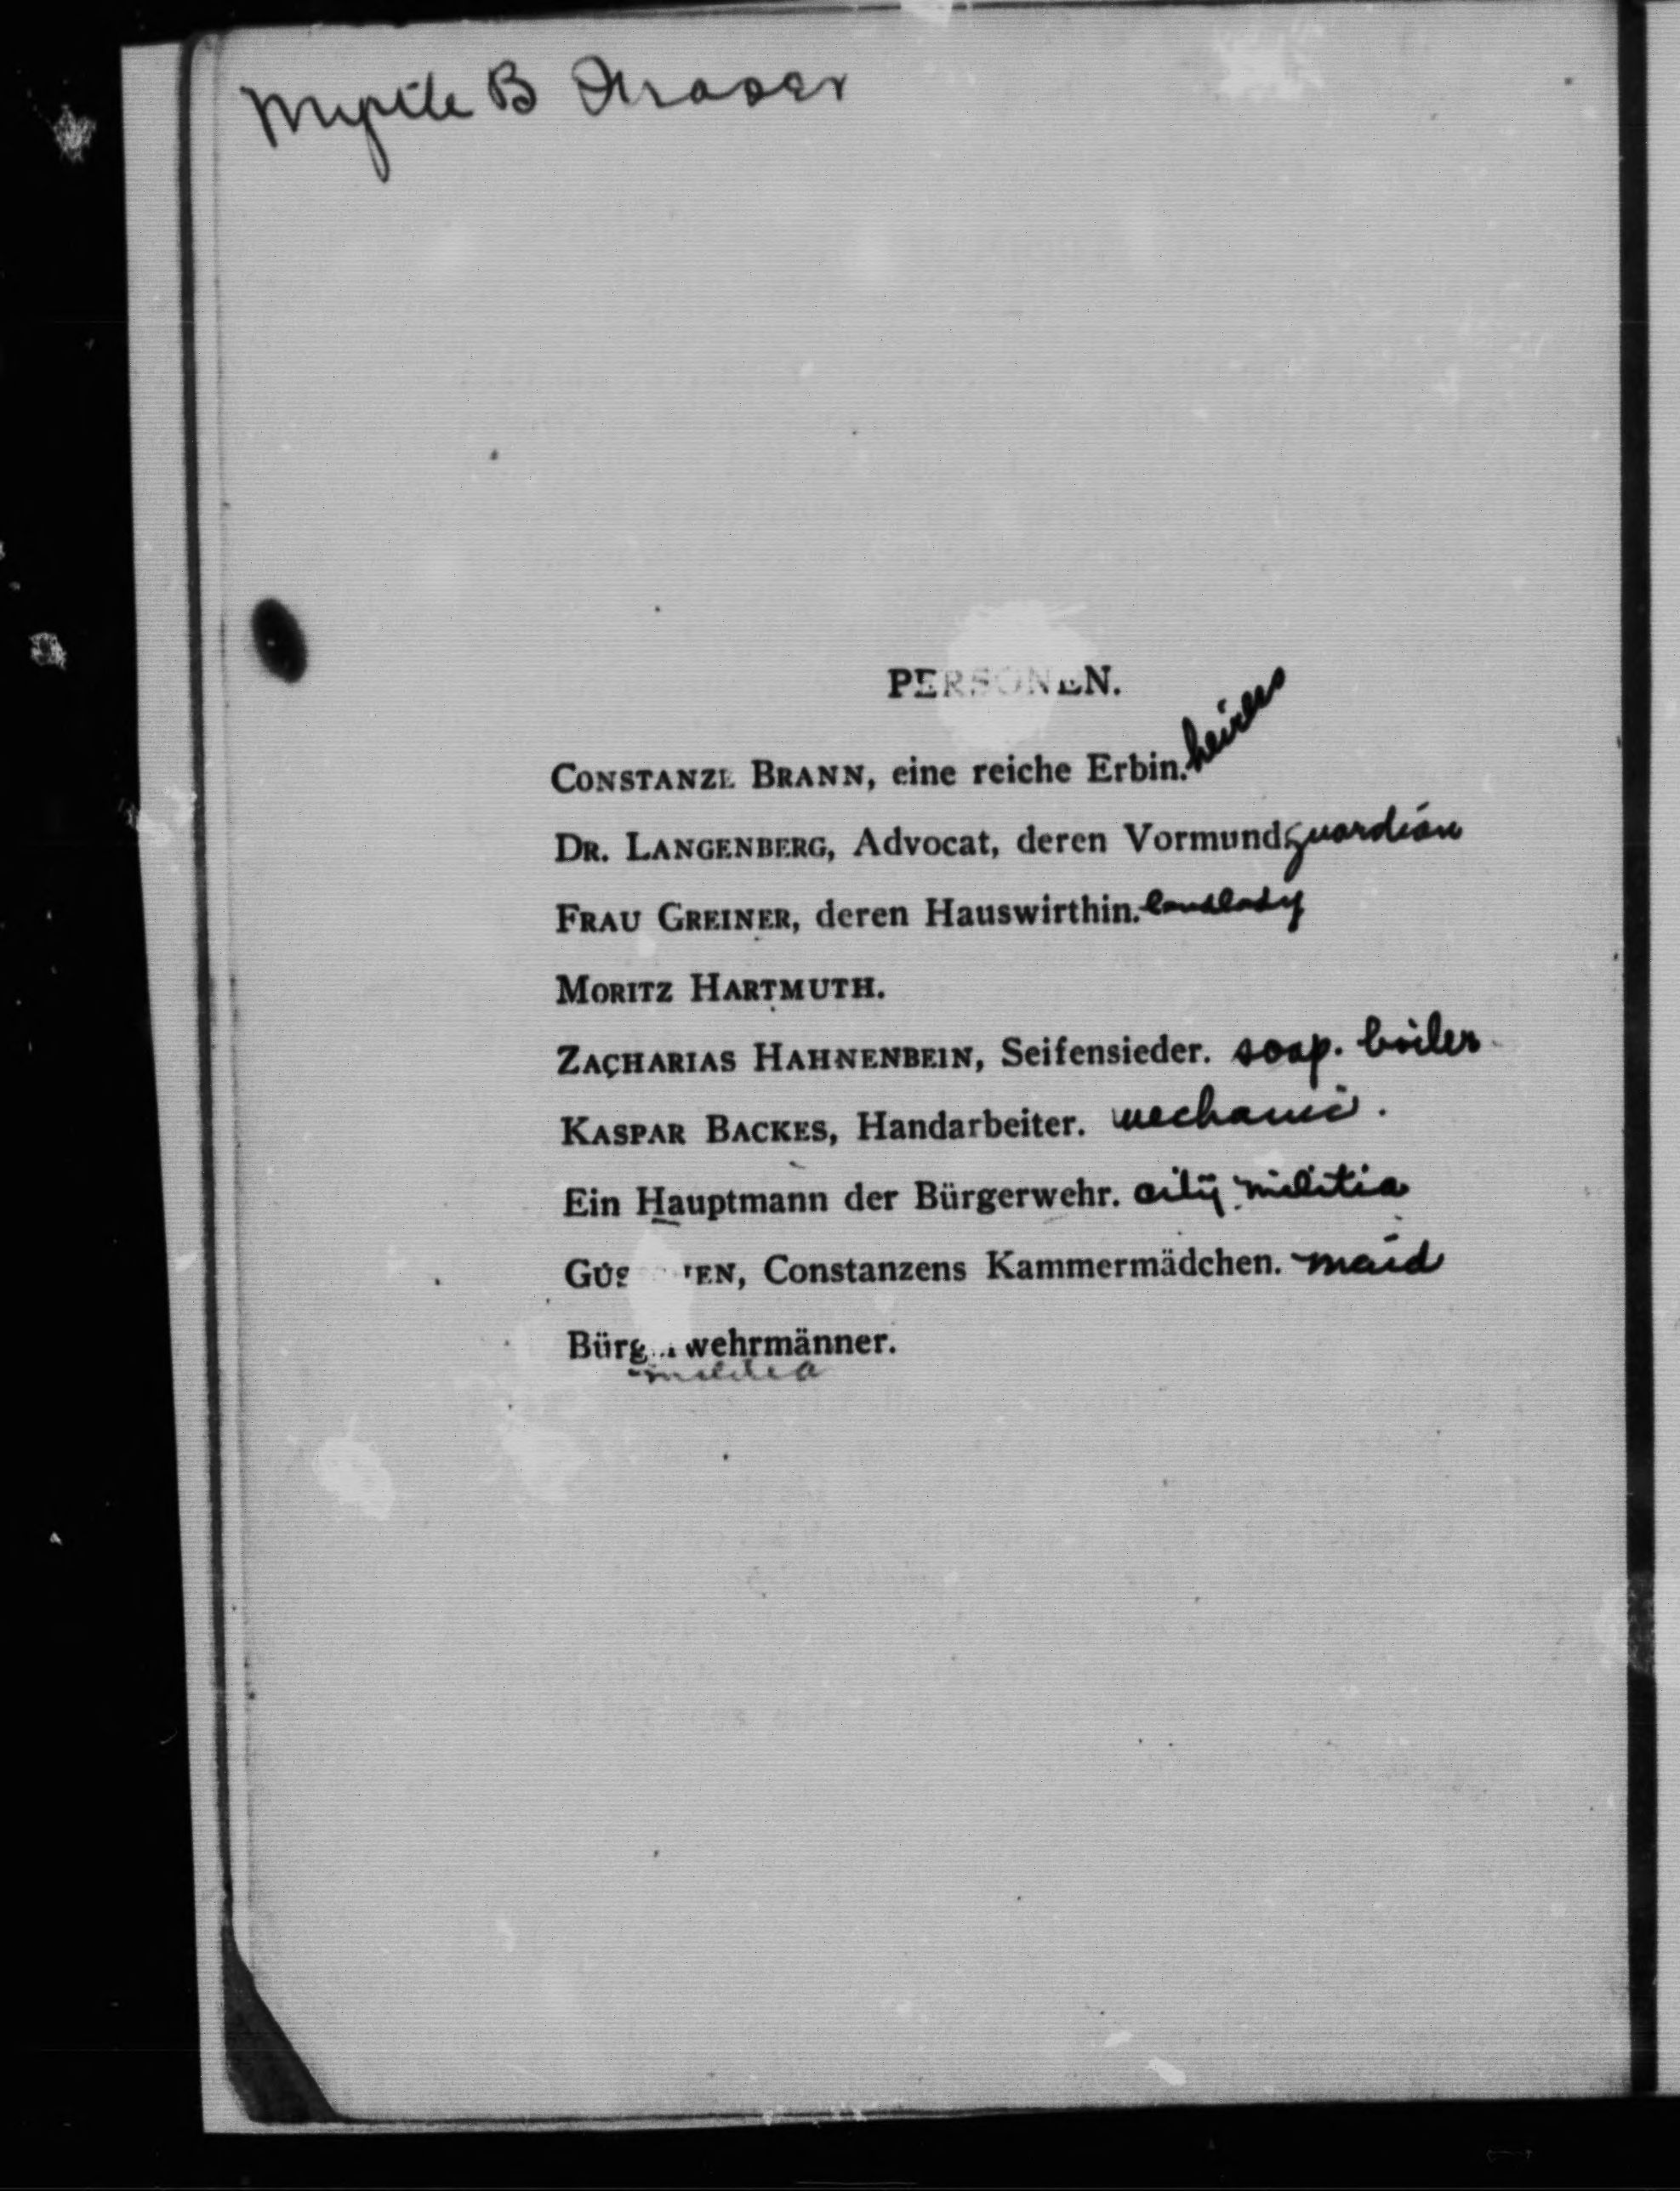 Myrtle B Fraser
PERSONEN.
CONSTANZE BRANN, eine reiche Erbin. heiress
DR. LANGENBERG, Advocat, deren Vormund guardian
FRAU GREINER, deren Hauswirthin. landlady
MORITZ HARTMUTH.
ZACHARIAS HAHNENBEIN, Seifensieder. soap. boiler
KASPAR BACKES, Handarbeiter. mechanic.
Ein Hauptmann der Bürgerwehr. city militia
Constanzens Kammermädchen. maid
Bürgerwehrmänner.
militia